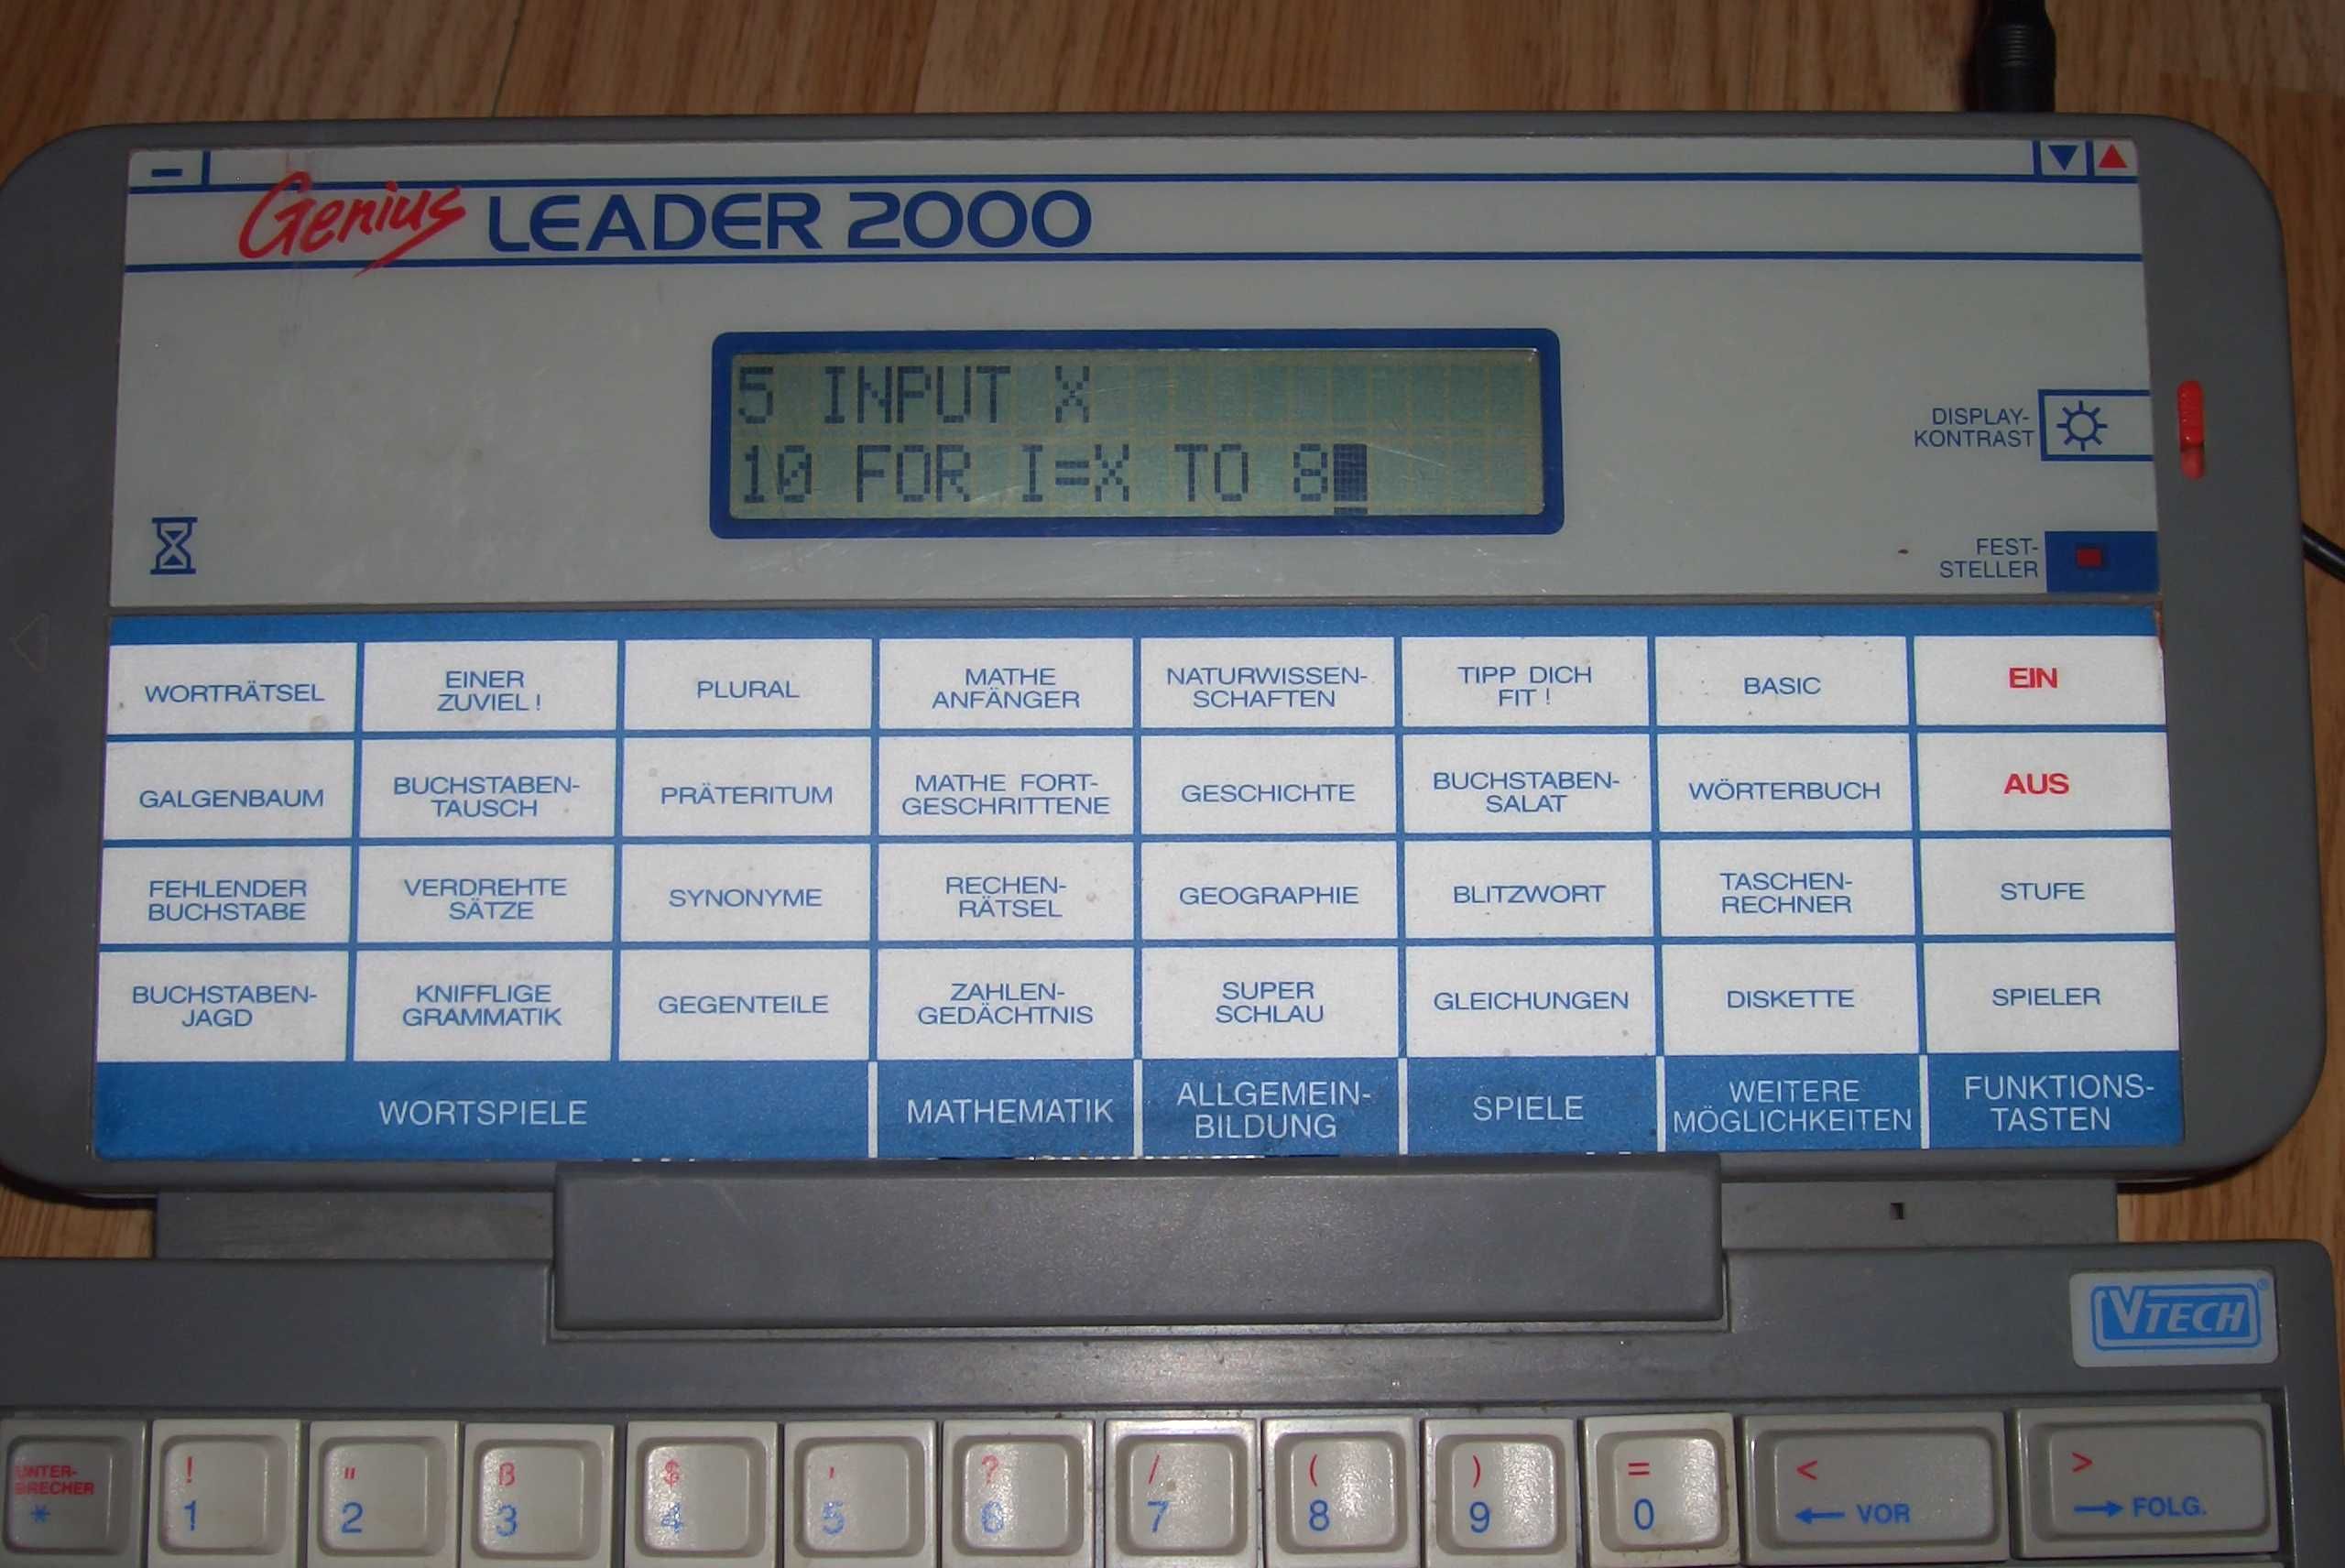 Genius LEADER 2000
5 INPUT X
10 FOR I=X TO 8
DISPLAY-
KONTRAST
FEST-
STELLER
WORTRÄTSEL
EINER
ZUVIEL !
PLURAL
MATHE
ANFÄNGER
NATURWISSEN-
SCHAFTEN
TIPP DICH
FIT !
BASIC
EIN
GALGENBAUM
BUCHSTABEN-
TAUSCH
PRÄTERITUM
MATHE FORT-
GESCHRITTENE
GESCHICHTE
BUCHSTABEN-
SALAT
WÖRTERBUCH
AUS
FEHLENDER
BUCHSTABE
VERDREHTE
SÄTZE
SYNONYME
RECHEN-
RÄTSEL
GEOGRAPHIE
BLITZWORT
TASCHEN-
RECHNER
STUFE
BUCHSTABEN-
JAGD
KNIFFLIGE
GRAMMATIK
GEGENTEILE
ZAHLEN-
GEDÄCHTNIS
SUPER
SCHLAU
GLEICHUNGEN
DISKETTE
SPIELER
WORTSPIELE
MATHEMATIK
ALLGEMEIN-
BILDUNG
SPIELE
WEITERE
MÖGLICHKEITEN
FUNKTIONS-
TASTEN
VTECH®
UNTER-
BRECHER
*
!
1
"
2
ß
3
$
4
'
5
?
6
/
7
(
8
)
9
=
0
<
← VOR
>
→ FOLG.